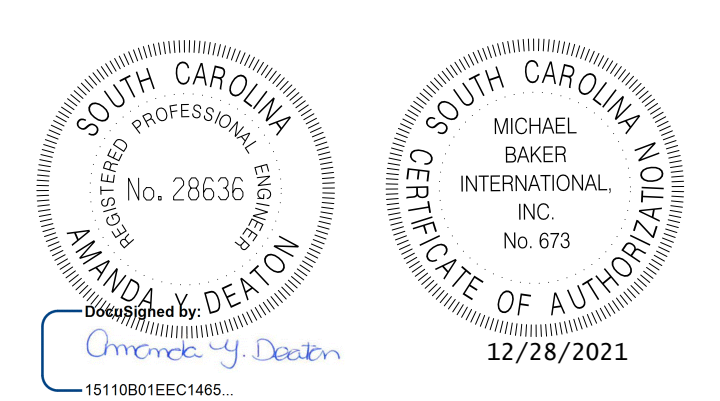 SOUTH CAROLINA
REGISTERED PROFESSIONAL ENGINEER
No. 28636
AMANDA Y. DEATON
DocuSigned by:
Amanda Y. Deaton
15110B01EEC1465...
SOUTH CAROLINA
MICHAEL
BAKER
INTERNATIONAL,
INC.
No. 673
CERTIFICATE OF AUTHORIZATION
12/28/2021